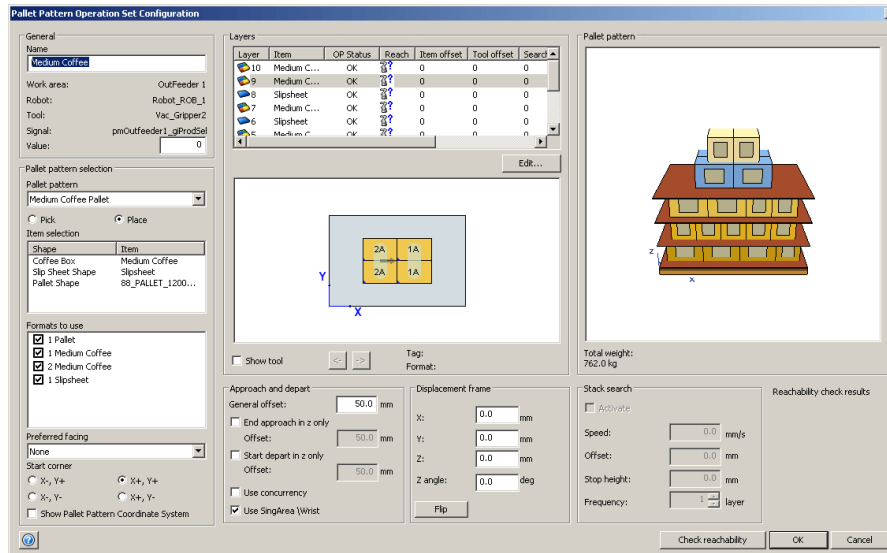 Pallet Pattern Operation Set Configuration
General
Name
Medium Coffee
Work area: OutFeeder 1
Robot: Robot_ROB_1
Tool: Vac_Gripper2
Signal: pmOutfeeder1_giProdSel
Value: 0
Pallet pattern selection
Pallet pattern
Medium Coffee Pallet
Pick Place
Item selection
Shape Item
Coffee Box Medium Coffee
Slip Sheet Shape Slipsheet
Pallet Shape 88_PALLET_1200...
Formats to use
1 Pallet
1 Medium Coffee
2 Medium Coffee
1 Slipsheet
Preferred facing
None
Start corner
X-, Y+ X+, Y+
X-, Y- X+, Y-
Show Pallet Pattern Coordinate System
Layers
Layer Item OP Status Reach Item offset Tool offset Search
10 Medium C... OK ? 0 0
9 Medium C... OK ? 0 0
8 Slipsheet OK ? 0 0
7 Medium C... OK ? 0 0
6 Slipsheet OK ? 0 0
5 Medium C... OK ? 0 0
Edit...
2A 1A
2A 1A
Y
X
Show tool <- -> Tag:
Format:
Approach and depart
General offset: 50.0 mm
End approach in z only
Offset: 50.0 mm
Start depart in z only
Offset: 50.0 mm
Use concurrency
Use SingArea \Wrist
Displacement frame
X: 0.0 mm
Y: 0.0 mm
Z: 0.0 mm
Z angle: 0.0 deg
Flip
Pallet pattern
z
x
Total weight:
762.0 kg
Stack search
Activate
Speed: 0.0 mm/s
Offset: 0.0 mm
Stop height: 0.0 mm
Frequency: 1 layer
Reachability check results
?
Check reachability OK Cancel